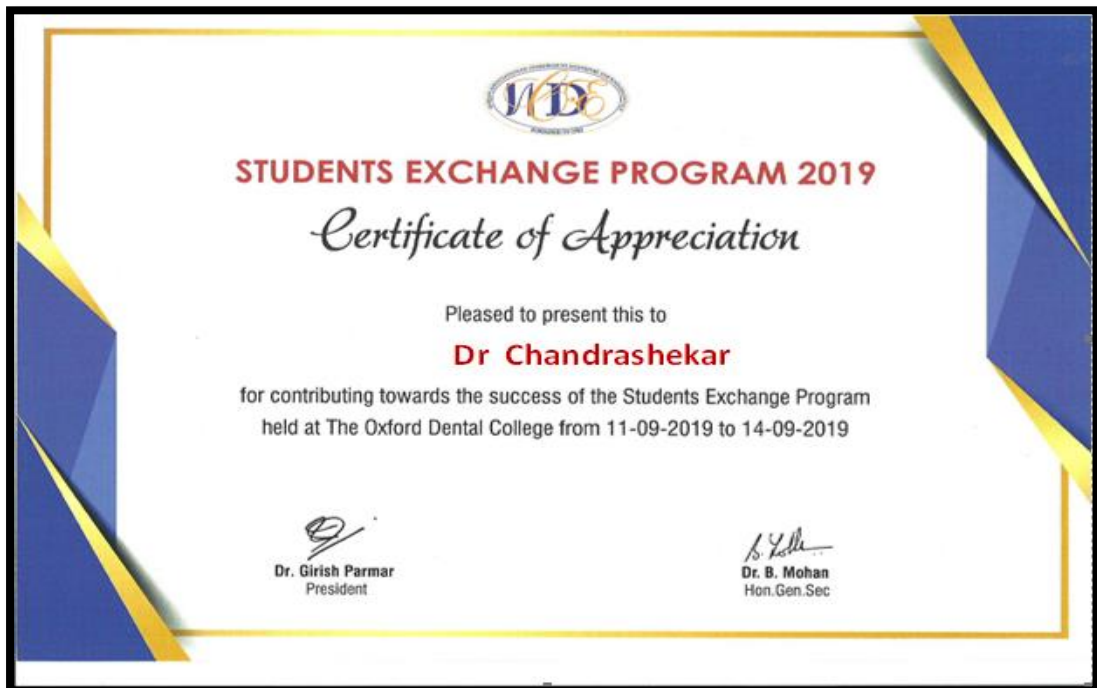 STUDENTS EXCHANGE PROGRAM 2019
Certificate of Appreciation
Pleased to present this to
Dr Chandrashekar
for contributing towards the success of the Students Exchange Program
held at The Oxford Dental College from 11-09-2019 to 14-09-2019
Dr. Girish Parmar
President
Dr. B. Mohan
Hon.Gen.Sec